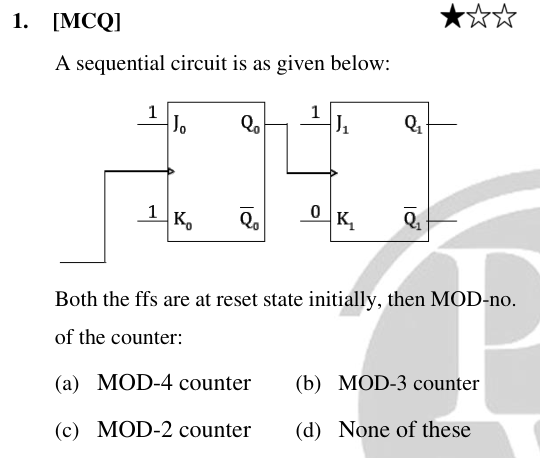 1. [MCQ] ★☆☆
A sequential circuit is as given below:
1 J₀ Q₀ 1 J₁ Q₁
1 K₀ Q̅₀ 0 K₁ Q̅₁
Both the ffs are at reset state initially, then MOD-no.
of the counter:
(a) MOD-4 counter (b) MOD-3 counter
(c) MOD-2 counter (d) None of these